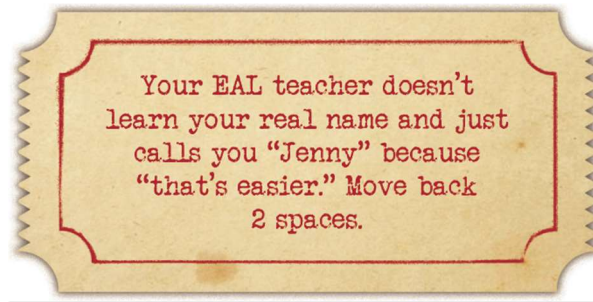 Your EAL teacher doesn't
learn your real name and just
calls you “Jenny” because
“that's easier.” Move back
2 spaces.